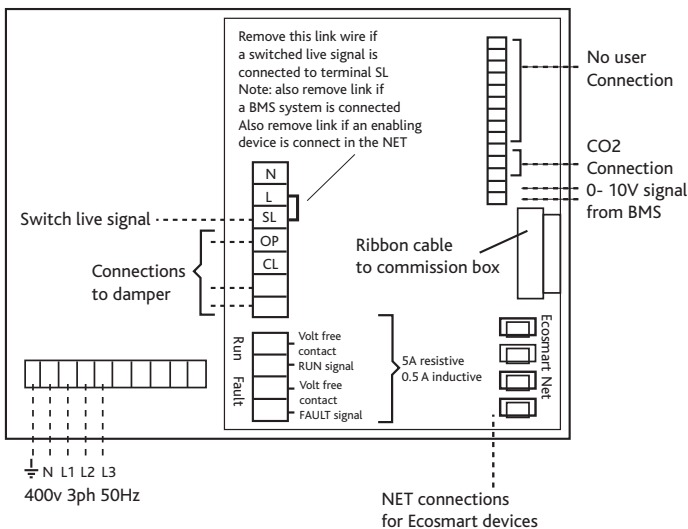 Remove this link wire if
a switched live signal is
connected to terminal SL
Note: also remove link if
a BMS system is connected
Also remove link if an enabling
device is connect in the NET
No user
Connection
CO2
Connection
0- 10V signal
from BMS
N
L
SL
OP
CL
Switch live signal
Connections
to damper
Ribbon cable
to commission box
Run
Fault
Volt free
contact
RUN signal
Volt free
contact
FAULT signal
5A resistive
0.5 A inductive
Ecosmart Net
N L1 L2 L3
400v 3ph 50Hz
NET connections
for Ecosmart devices